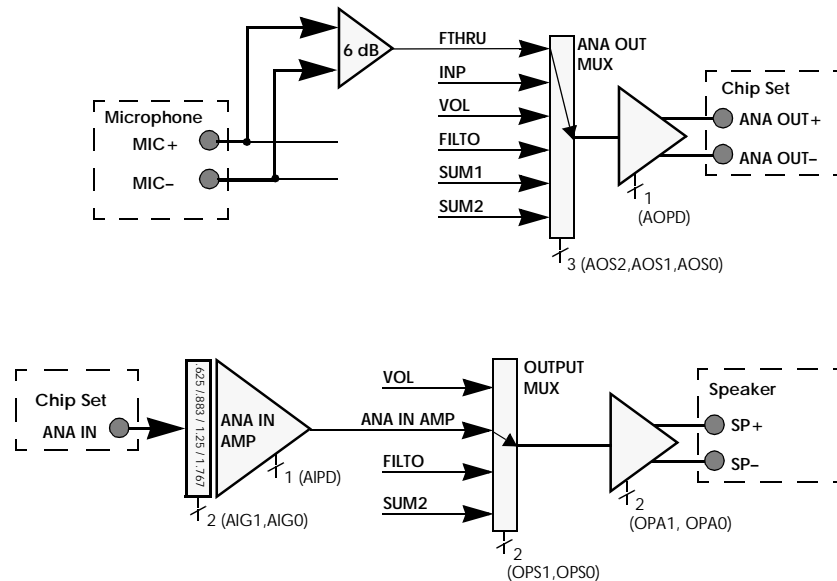 6 dB
FTHRU
ANA OUT
MUX
INP
VOL
FILTO
SUM1
SUM2
Microphone
MIC+
MIC–
Chip Set
ANA OUT+
ANA OUT–
1
(AOPD)
3 (AOS2,AOS1,AOS0)
Chip Set
ANA IN
.625 /.883 / 1.25 / 1.767
ANA IN
AMP
1 (AIPD)
2 (AIG1,AIG0)
VOL
ANA IN AMP
FILTO
SUM2
OUTPUT
MUX
2
(OPS1,OPS0)
Speaker
SP+
SP–
2
(OPA1, OPA0)